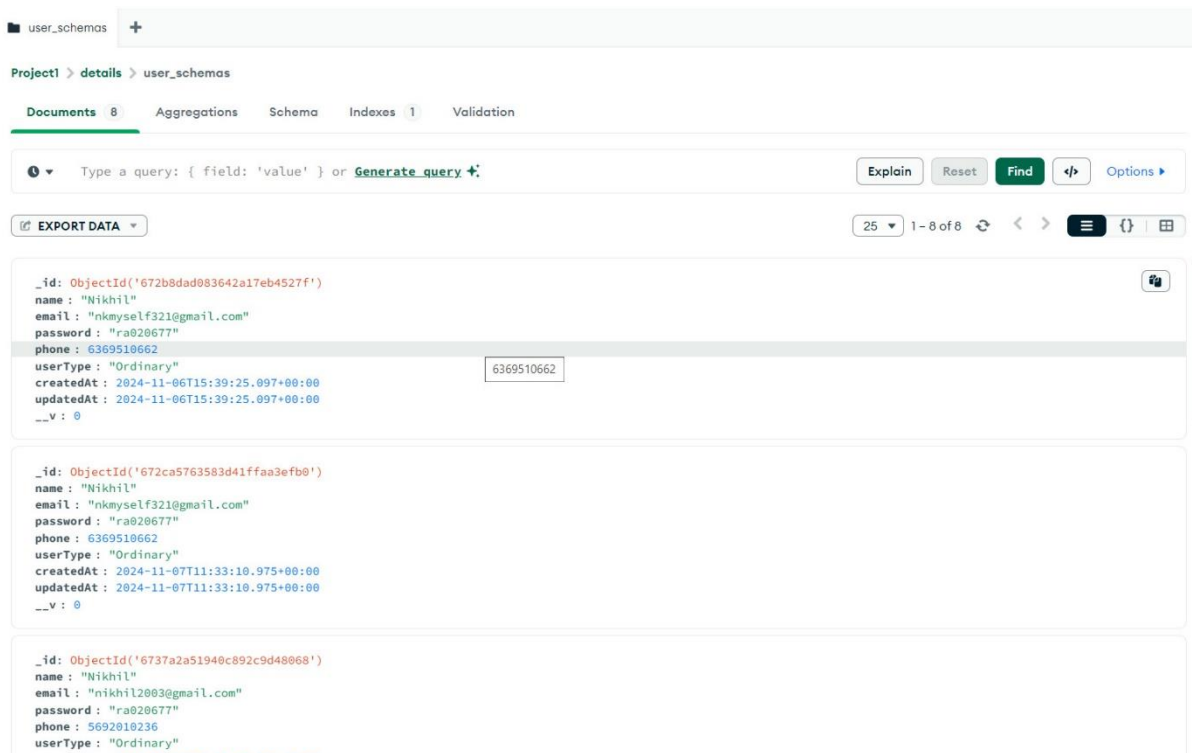 user_schemas +
Project1 > details > user_schemas
Documents 8 Aggregations Schema Indexes 1 Validation
Type a query: { field: 'value' } or Generate query Explain Reset Find </> Options
EXPORT DATA 25 1 – 8 of 8 < > {}
_id: ObjectId('672b8dad083642a17eb4527f')
name : "Nikhil"
email : "nkmyself321@gmail.com"
password : "ra020677"
phone : 6369510662
userType : "Ordinary"
6369510662
createdAt : 2024-11-06T15:39:25.097+00:00
updatedAt : 2024-11-06T15:39:25.097+00:00
__v : 0
_id: ObjectId('672ca5763583d41ffaa3efb0')
name : "Nikhil"
email : "nkmyself321@gmail.com"
password : "ra020677"
phone : 6369510662
userType : "Ordinary"
createdAt : 2024-11-07T11:33:10.975+00:00
updatedAt : 2024-11-07T11:33:10.975+00:00
__v : 0
_id: ObjectId('6737a2a51940c892c9d48068')
name : "Nikhil"
email : "nikhil2003@gmail.com"
password : "ra020677"
phone : 5692010236
userType : "Ordinary"